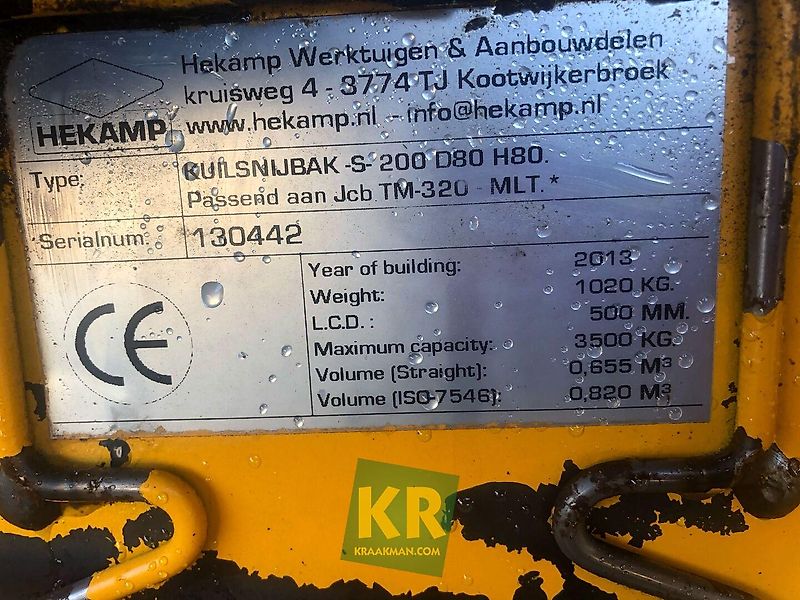 Hekamp Werktuigen & Aanbouwdelen
kruisweg 4 - 3774 TJ Kootwijkerbroek
HEKAMP www.hekamp.nl - info@hekamp.nl
Type: KUILSNIJBAK -S- 200 D80 H80.
Passend aan Jcb TM-320 - MLT. *
Serialnum: 130442
CE
Year of building: 2013
Weight: 1020 KG.
L.C.D. : 500 MM.
Maximum capacity: 3500 KG.
Volume (Straight): 0,655 M³
Volume (ISO-7546): 0,820 M³
KR
KRAAKMAN.COM